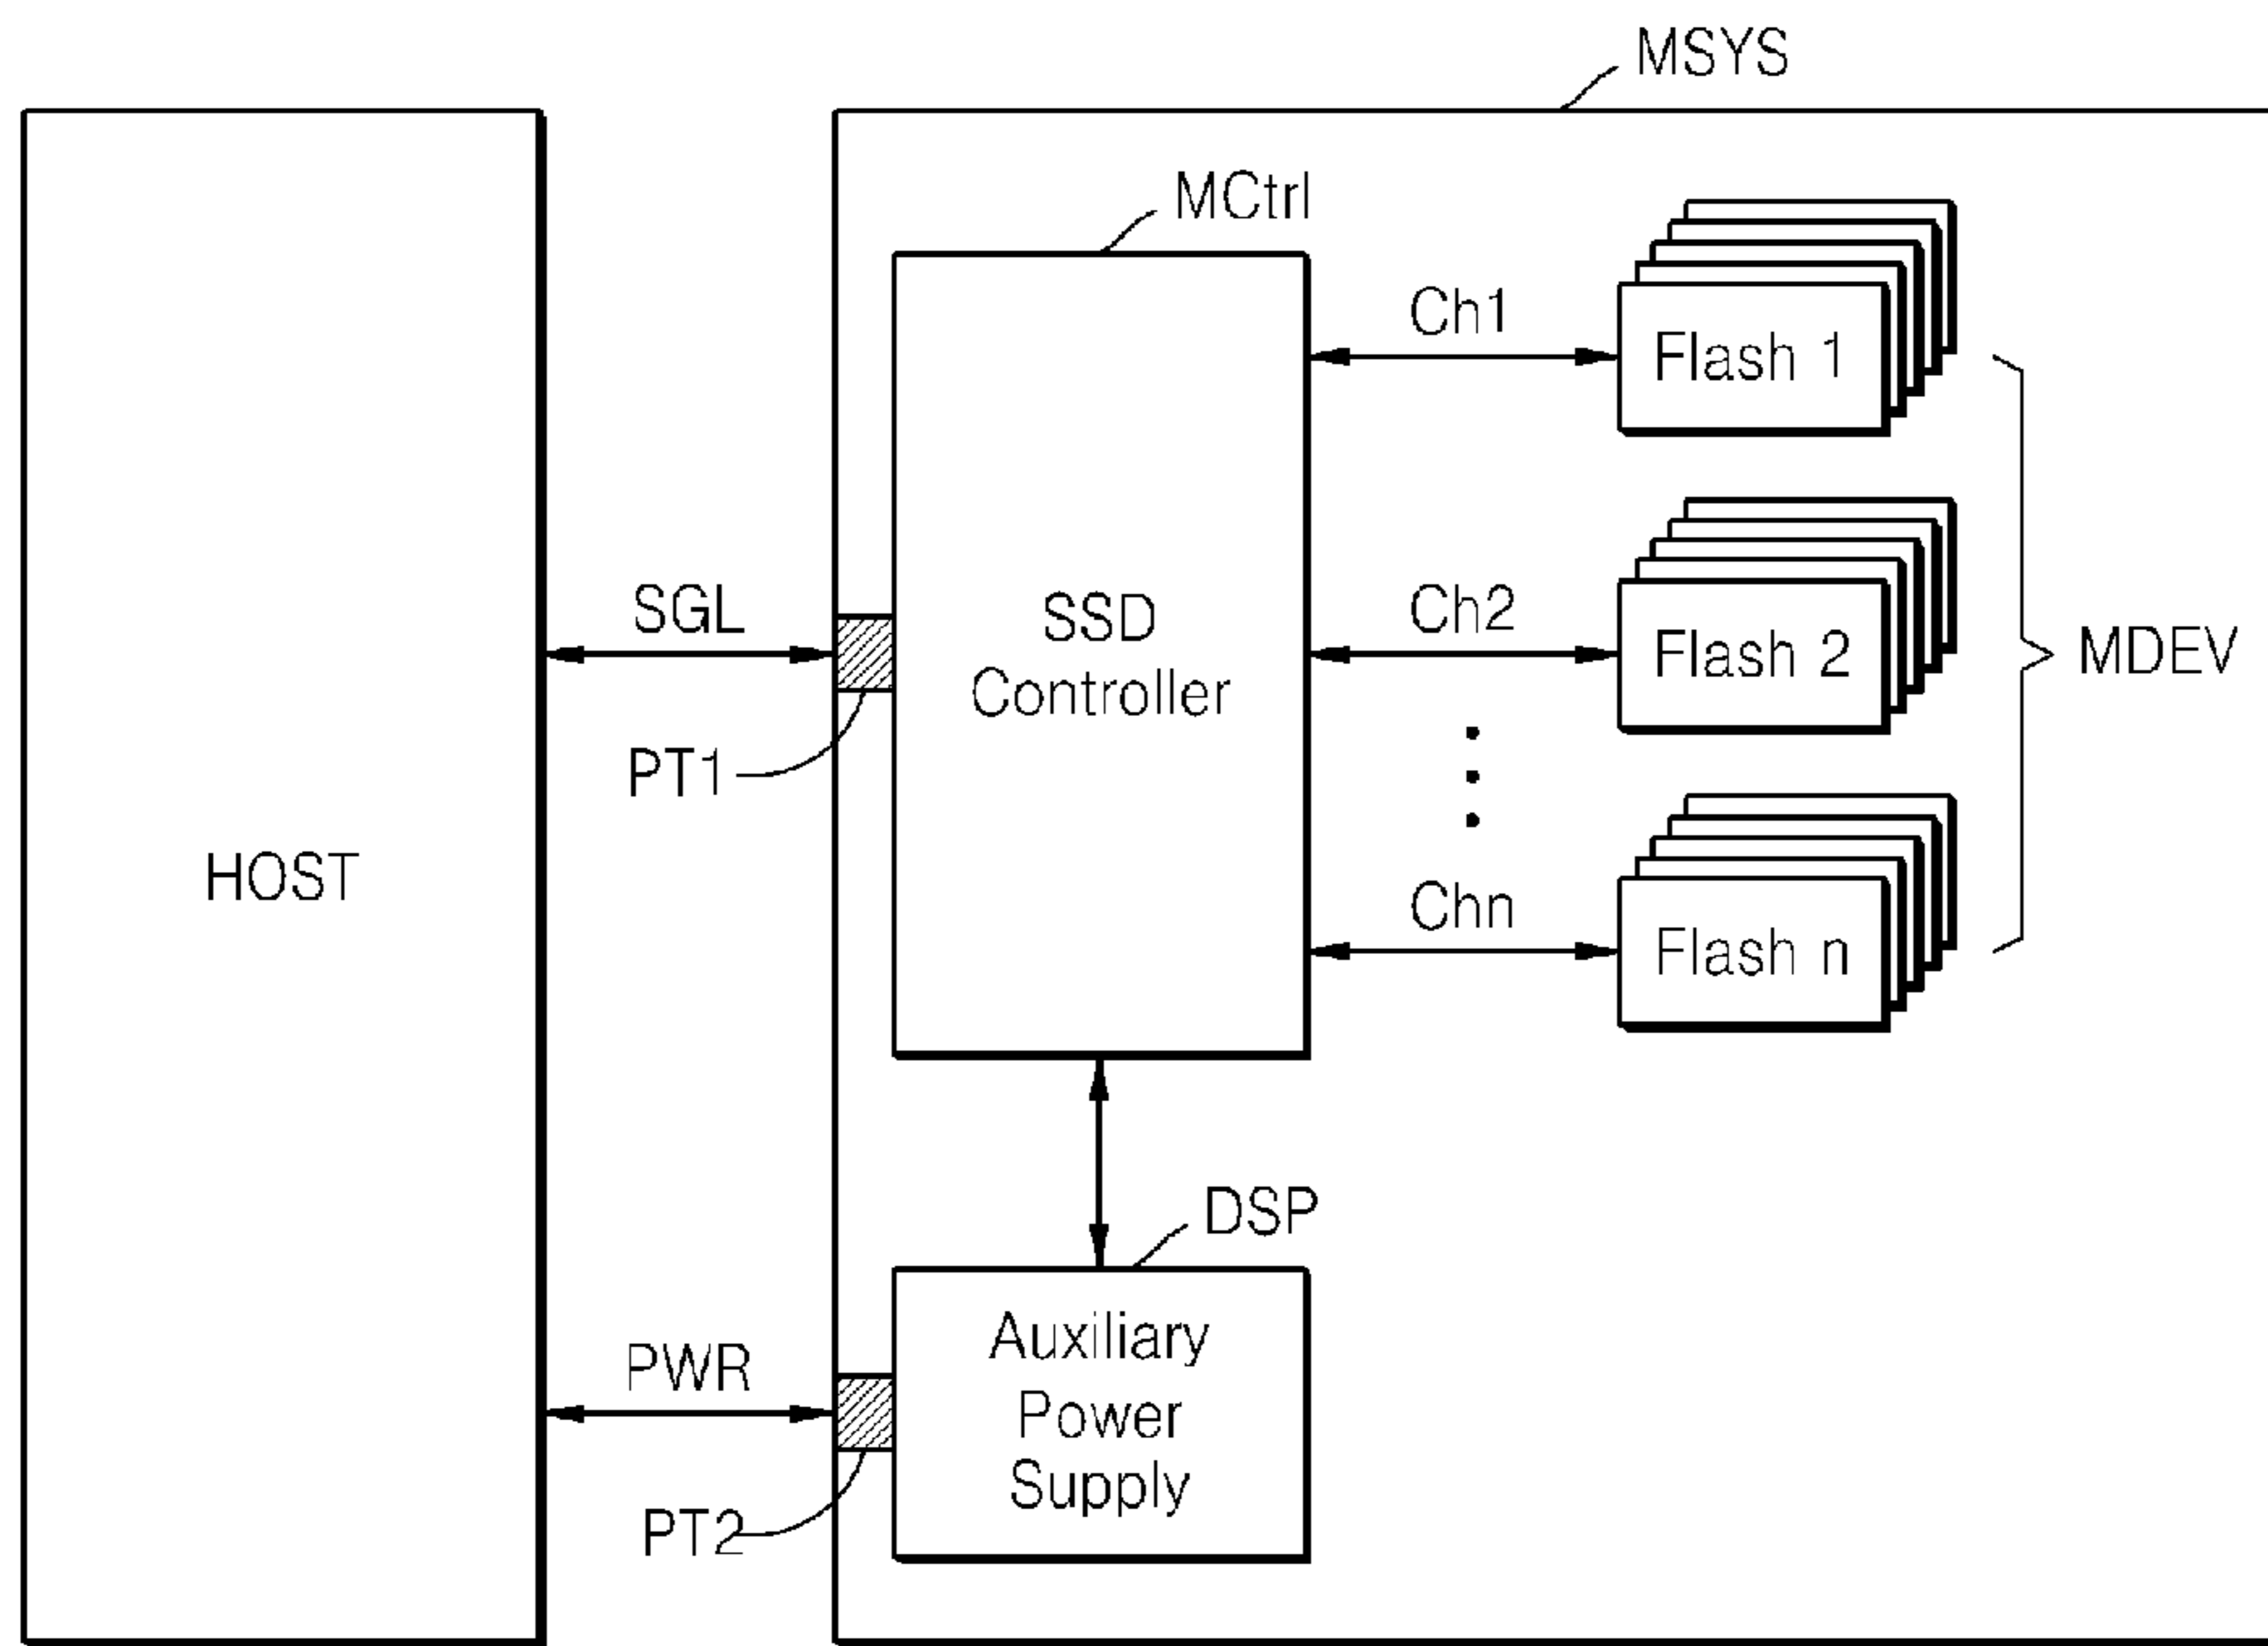 MSYS
MCtrl
Ch1
Flash 1
SGL
SSD
Controller
Ch2
Flash 2
MDEV
PT1
HOST
Chn
Flash n
DSP
PWR
Auxiliary
Power
Supply
PT2